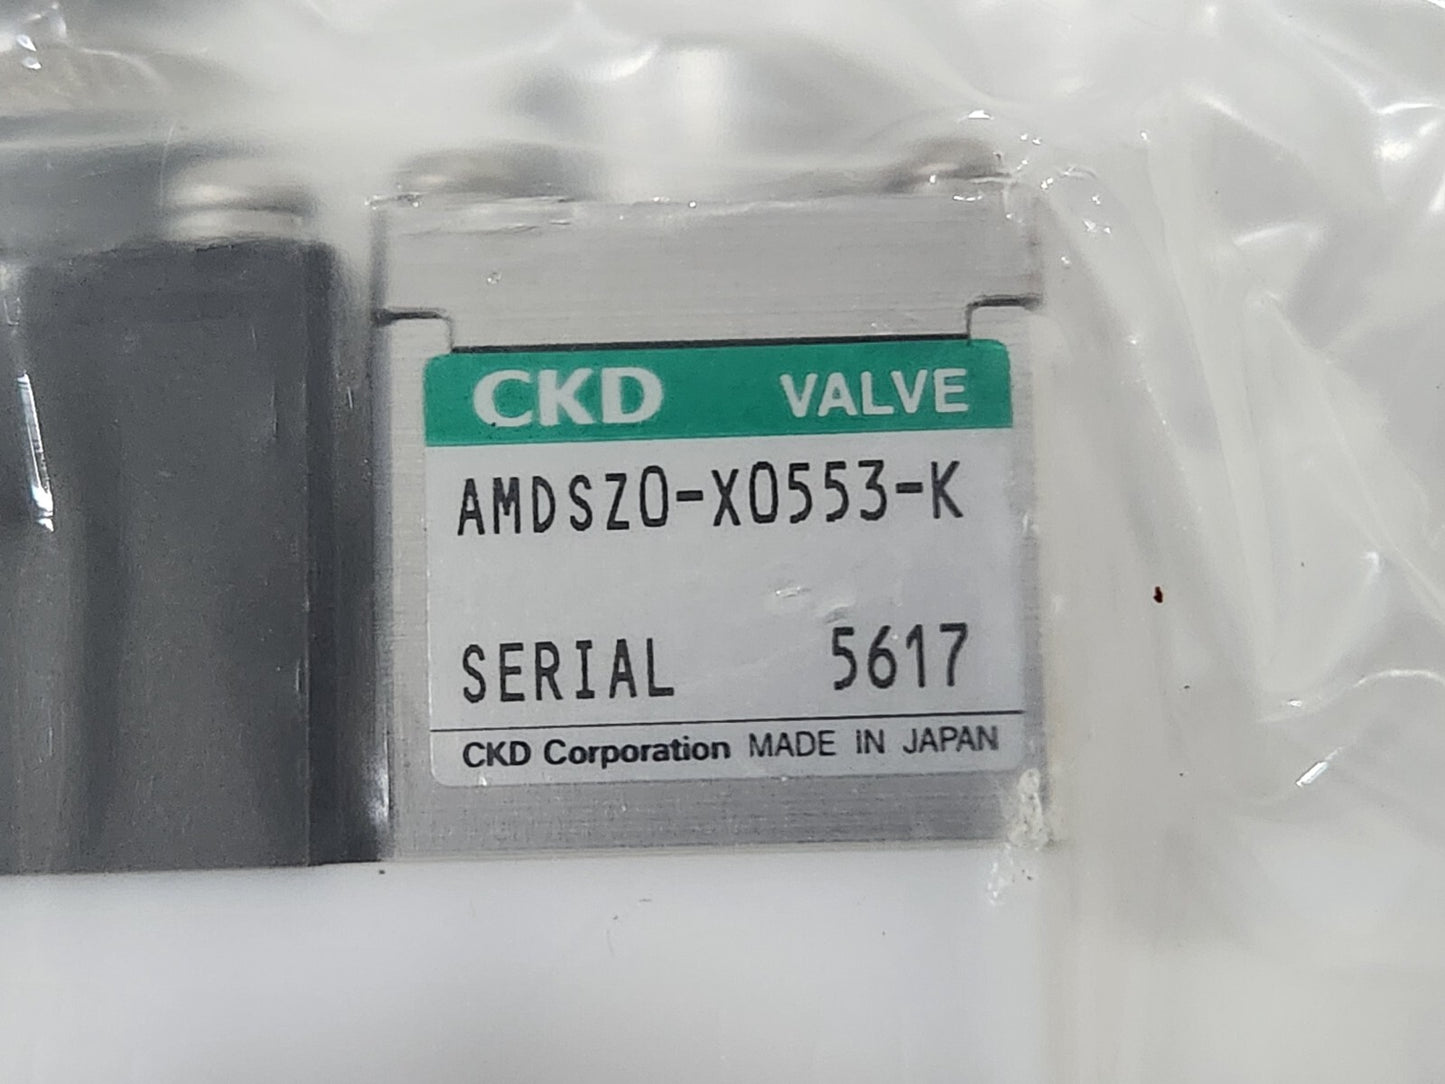 CKD VALVE
AMDSZ0-X0553-K
SERIAL 5617
CKD Corporation MADE IN JAPAN